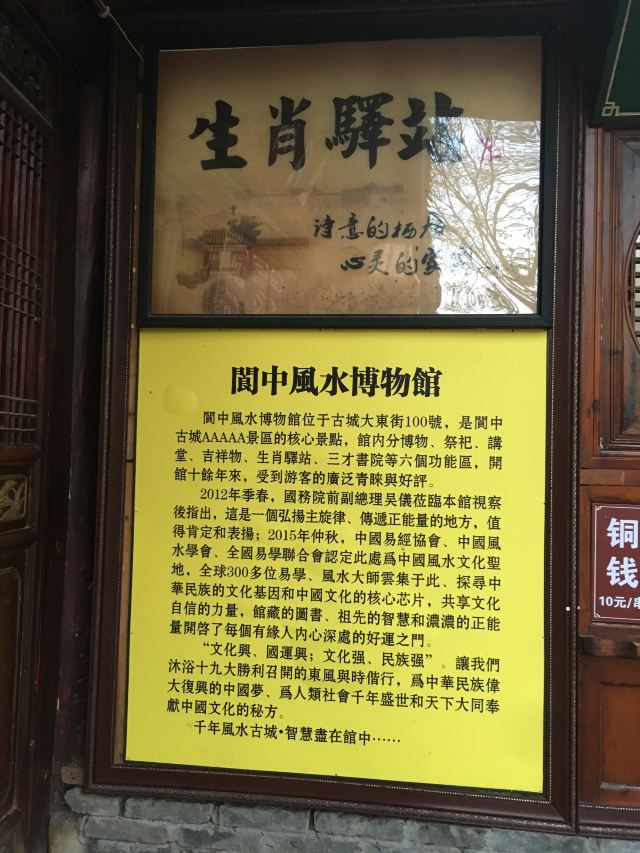 生肖驛站
诗意的栖居
心灵的家
閬中風水博物館
閬中風水博物館位于古城大東街100號，是閬中
古城AAAAA景區的核心景點，館内分博物、祭祀、講
堂、吉祥物、生肖驛站、三才書院等六個功能區，開
館十餘年來，受到游客的廣泛青睞與好評。
2012年季春，國務院前副總理吴儀莅臨本館視察
後指出，這是一個弘揚主旋律、傳遞正能量的地方，值
得肯定和表揚；2015年仲秋，中國易經協會、中國風
水學會、全國易學聯合會認定此處爲中國風水文化聖
地，全球300多位易學、風水大師雲集于此、探尋中
華民族的文化基因和中國文化的核心芯片，共享文化
自信的力量，館藏的圖書、祖先的智慧和濃濃的正能
量開啓了每個有緣人内心深處的好運之門。
“文化興、國運興；文化强、民族强”。讓我們
沐浴十九大勝利召開的東風與時偕行，爲中華民族偉
大復興的中國夢、爲人類社會千年盛世和天下大同奉
獻中國文化的秘方。
千年風水古城·智慧盡在館中……
铜
钱
10元/串